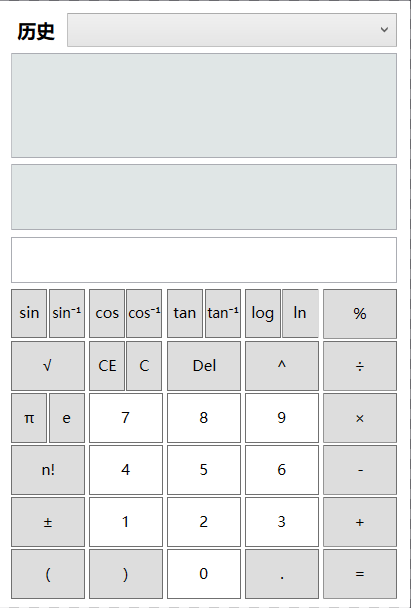 历史
sin sin⁻¹ cos cos⁻¹ tan tan⁻¹ log ln %
√ CE C Del ^ ÷
π e 7 8 9 ×
n! 4 5 6 -
± 1 2 3 +
( ) 0 . =